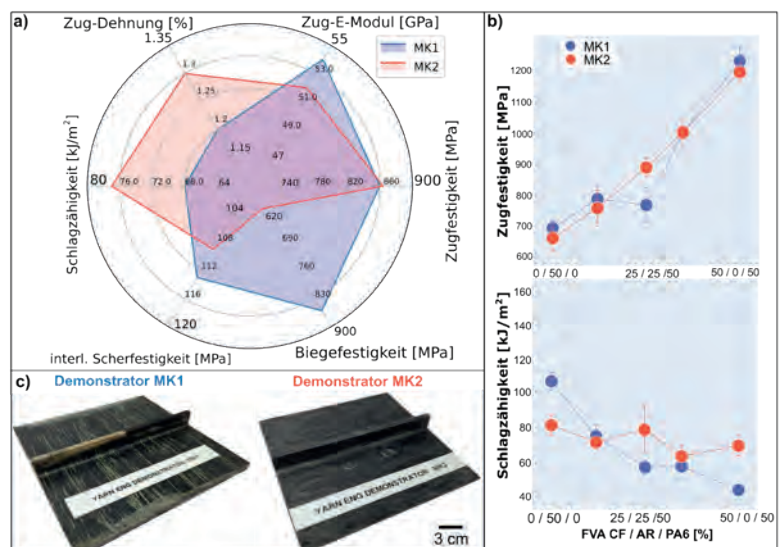 a)
Zug-Dehnung [%]
1.35
Zug-E-Modul [GPa]
55
MK1
MK2
1.3
53.0
1.25
51.0
1.2
49.0
1.15
47
Schlagzähigkeit [kJ/m²]
80
76.0
72.0
68.0
64
740
780
820
660
900
Zugfestigkeit [MPa]
104
108
112
116
120
interl. Scherfestigkeit [MPa]
620
690
760
830
900
Biegefestigkeit [MPa]
b)
MK1
MK2
Zugfestigkeit [MPa]
1200
1100
1000
900
800
700
600
0 / 50 / 0
25 / 25 /50
50 / 0 / 50
Schlagzähigkeit [kJ/m²]
160
140
120
100
80
60
40
0 / 50 / 0
25 / 25 /50
50 / 0 / 50
FVA CF / AR / PA6 [%]
c)
Demonstrator MK1
Demonstrator MK2
YARN ENG DEMONSTRATOR
YARN ENG DEMONSTRATOR
3 cm